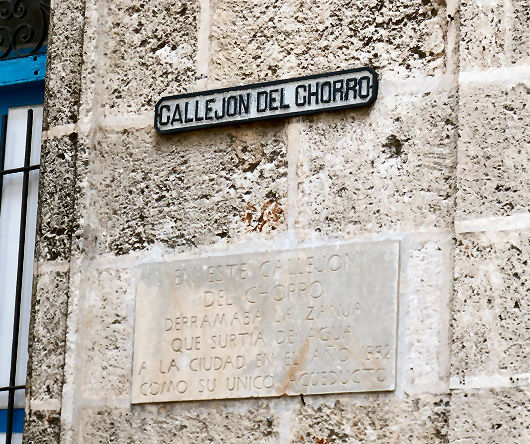 CALLEJON DEL CHORRO
EN ESTE CALLEJON
DEL CHORRO
DERRAMABA LA ZANJA
QUE SURTIA DE AGUA
A LA CIUDAD EN EL AÑO 1592
COMO SU UNICO ACUEDUCTO